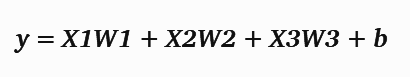 y = X1W1 + X2W2 + X3W3 + b